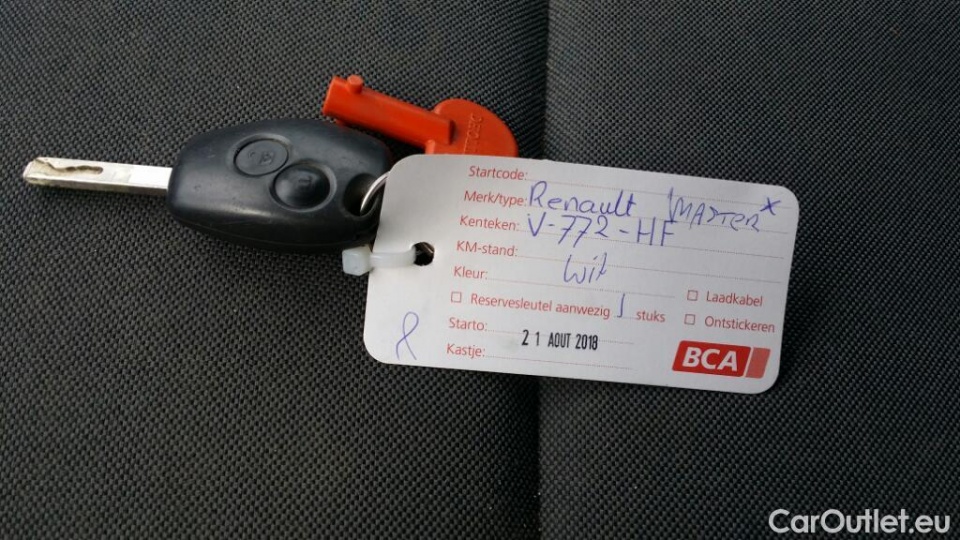 Startcode:
Merk/type: Renault MASTER x
Kenteken: V-772-HF
KM-stand:
Kleur: Wit
☐ Laadkabel
☐ Reservesleutel aanwezig 1 stuks
☐ Ontstickeren
Starto: 21 AOUT 2018
Kastje:
BCA
CarOutlet.eu